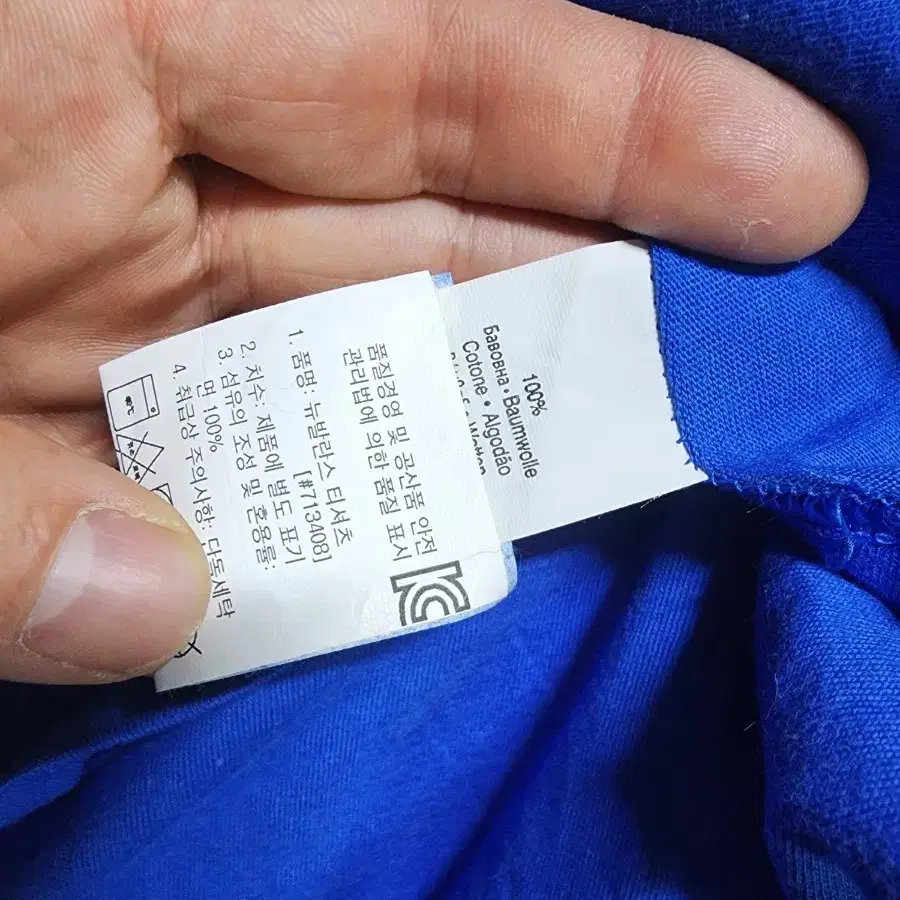 품질경영 및 공산품 안전
관리법에 의한 품질 표시
1. 품명: 뉴발란스 티셔츠
[#713408]
2. 치수: 제품에 별도 표기
3. 섬유의 조성 및 혼용률:
면 100%
4. 취급상 주의사항: 단독세탁
100%
Бавовна • Baumwolle
Cotone • Algodão